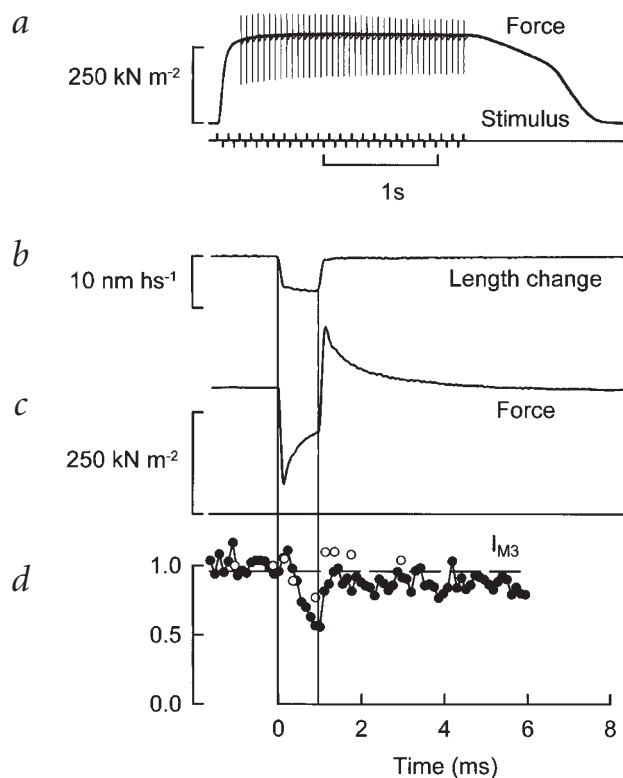 a
Force
250 kN m⁻²
Stimulus
1s
b
10 nm hs⁻¹
Length change
c
Force
250 kN m⁻²
d
I_M3
1.0
0.5
0.0
0 2 4 6 8
Time (ms)